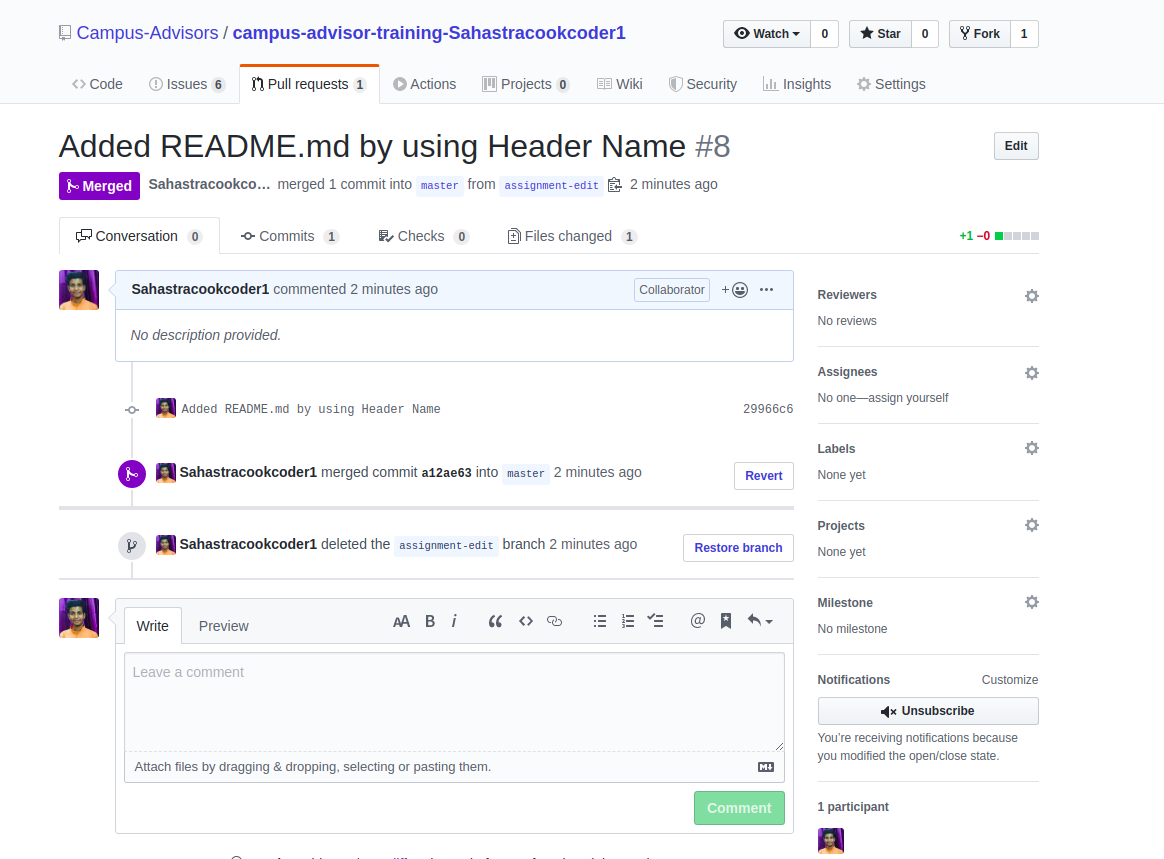 Campus-Advisors / campus-advisor-training-Sahastracookcoder1
Watch 0 Star 0 Fork 1
Code Issues 6 Pull requests 1 Actions Projects 0 Wiki Security Insights Settings
Added README.md by using Header Name #8
Edit
Merged Sahastracookco… merged 1 commit into master from assignment-edit 2 minutes ago
Conversation 0 Commits 1 Checks 0 Files changed 1 +1 −0
Sahastracookcoder1 commented 2 minutes ago Collaborator + ···
No description provided.
Added README.md by using Header Name 29966c6
Sahastracookcoder1 merged commit a12ae63 into master 2 minutes ago Revert
Sahastracookcoder1 deleted the assignment-edit branch 2 minutes ago Restore branch
Write Preview AA B i “ @
Leave a comment
Attach files by dragging & dropping, selecting or pasting them.
Comment
Reviewers
No reviews
Assignees
No one—assign yourself
Labels
None yet
Projects
None yet
Milestone
No milestone
Notifications Customize
Unsubscribe
You’re receiving notifications because
you modified the open/close state.
1 participant